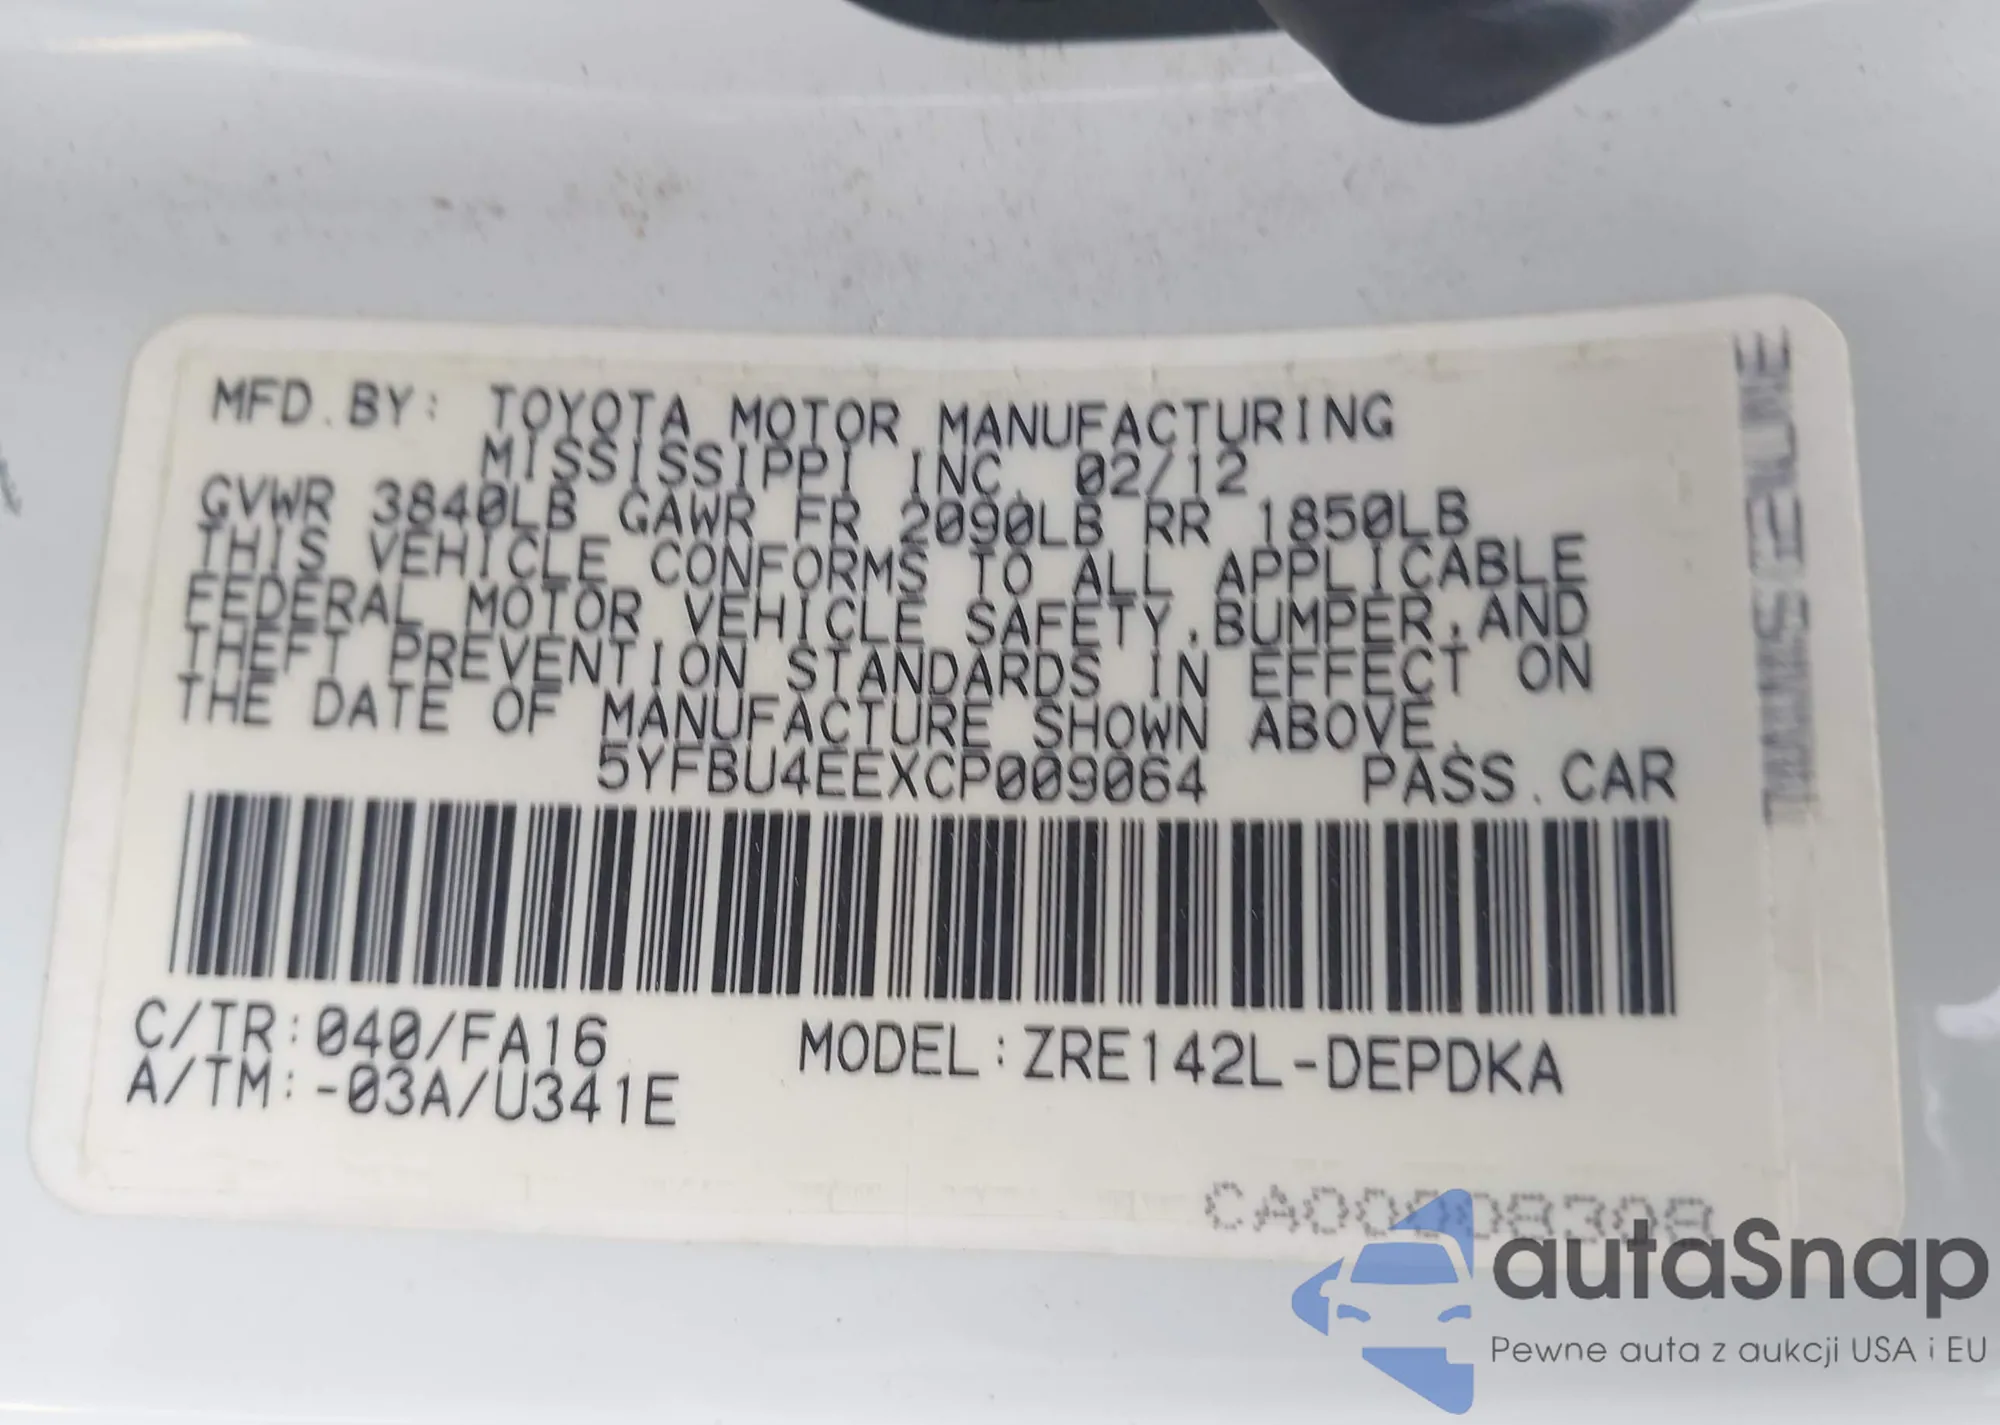 MFD.BY: TOYOTA MOTOR MANUFACTURING
MISSISSIPPI INC. 02/12
GVWR 3840LB GAWR FR 2090LB RR 1850LB
THIS VEHICLE CONFORMS TO ALL APPLICABLE
FEDERAL MOTOR VEHICLE SAFETY,BUMPER,AND
THEFT PREVENTION STANDARDS IN EFFECT ON
THE DATE OF MANUFACTURE SHOWN ABOVE.
5YFBU4EEXCP009064 PASS.CAR
C/TR:040/FA16 MODEL:ZRE142L-DEPDKA
A/TM:-03A/U341E
autaSnap
Pewne auta z aukcji USA i EU